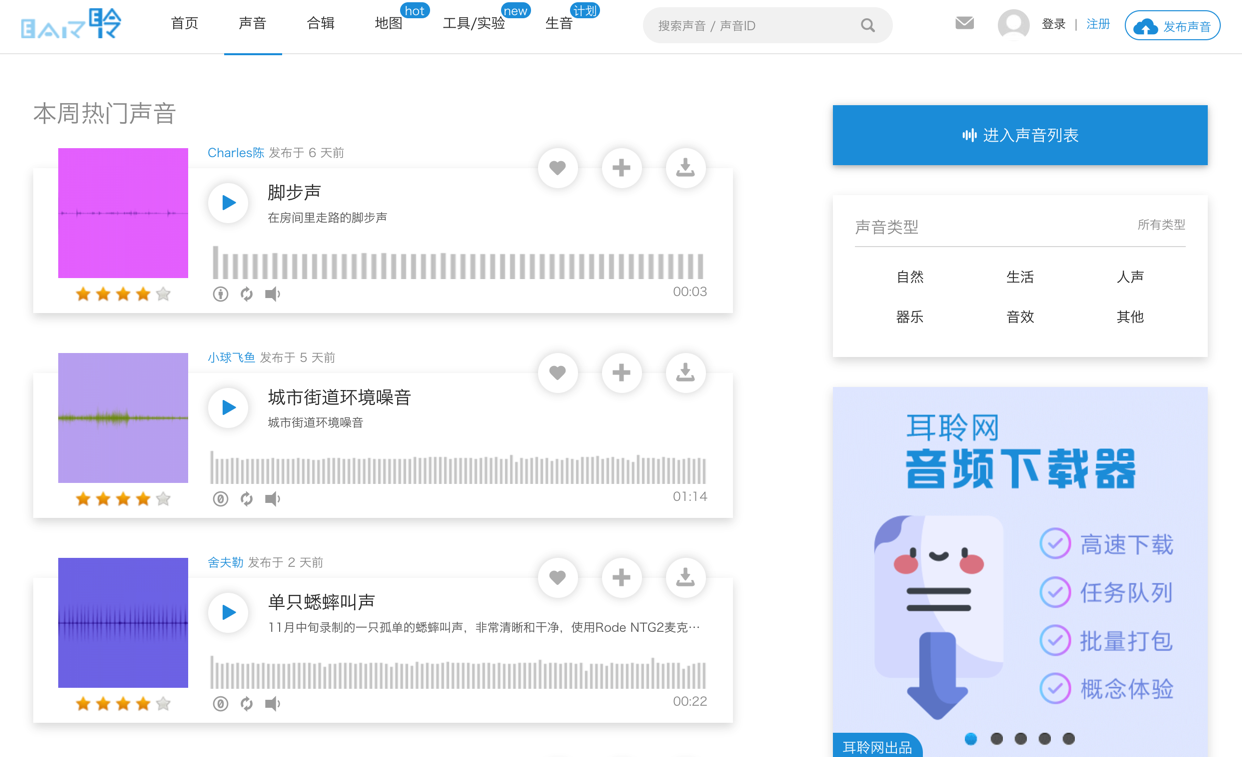 EAR聆
首页
声音
合辑
地图
hot
工具/实验
new
生音
计划
搜索声音 / 声音ID
登录 | 注册
发布声音
本周热门声音
Charles陈 发布于 6 天前
脚步声
在房间里走路的脚步声
00:03
小球飞鱼 发布于 5 天前
城市街道环境噪音
城市街道环境噪音
01:14
舍夫勒 发布于 2 天前
单只蟋蟀叫声
11月中旬录制的一只孤单的蟋蟀叫声，非常清晰和干净，使用Rode NTG2麦克…
00:22
进入声音列表
声音类型
所有类型
自然
生活
人声
器乐
音效
其他
耳聆网
音频下载器
高速下载
任务队列
批量打包
概念体验
耳聆网出品